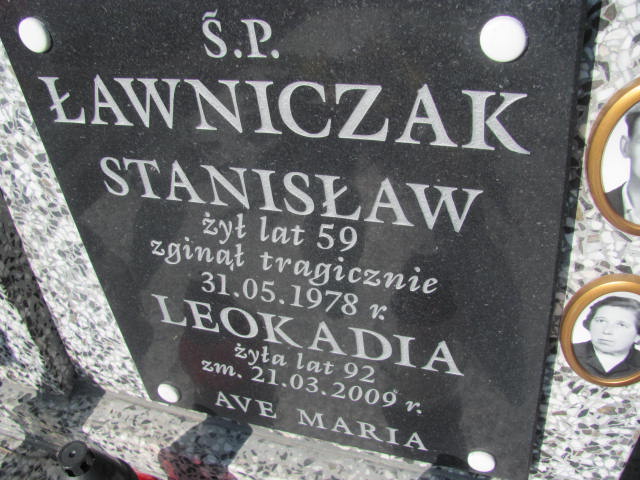 Ś.P.
ŁAWNICZAK
STANISŁAW
żył lat 59
zginął tragicznie
31.05.1978 r.
LEOKADIA
żyła lat 92
zm. 21.03.2009 r.
AVE MARIA